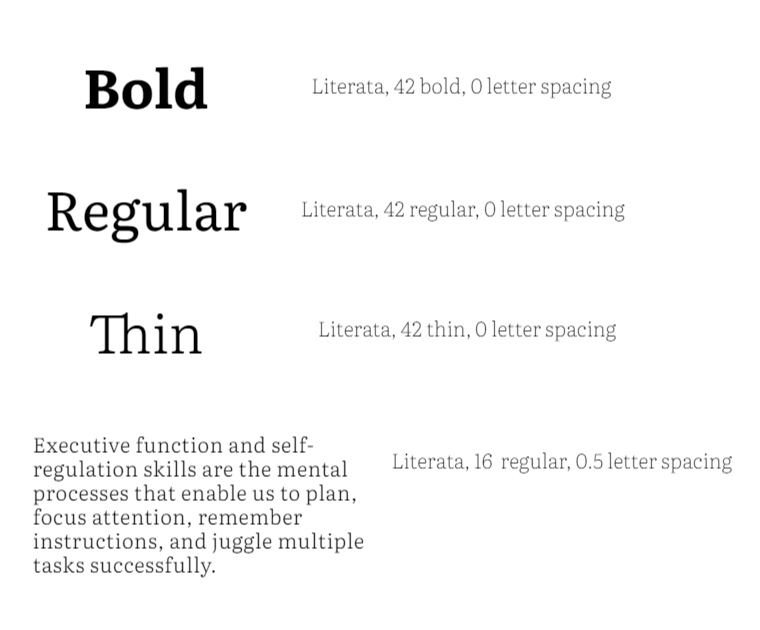 Bold
Literata, 42 bold, 0 letter spacing
Regular
Literata, 42 regular, 0 letter spacing
Thin
Literata, 42 thin, 0 letter spacing
Executive function and self-
regulation skills are the mental
processes that enable us to plan,
focus attention, remember
instructions, and juggle multiple
tasks successfully.
Literata, 16 regular, 0.5 letter spacing